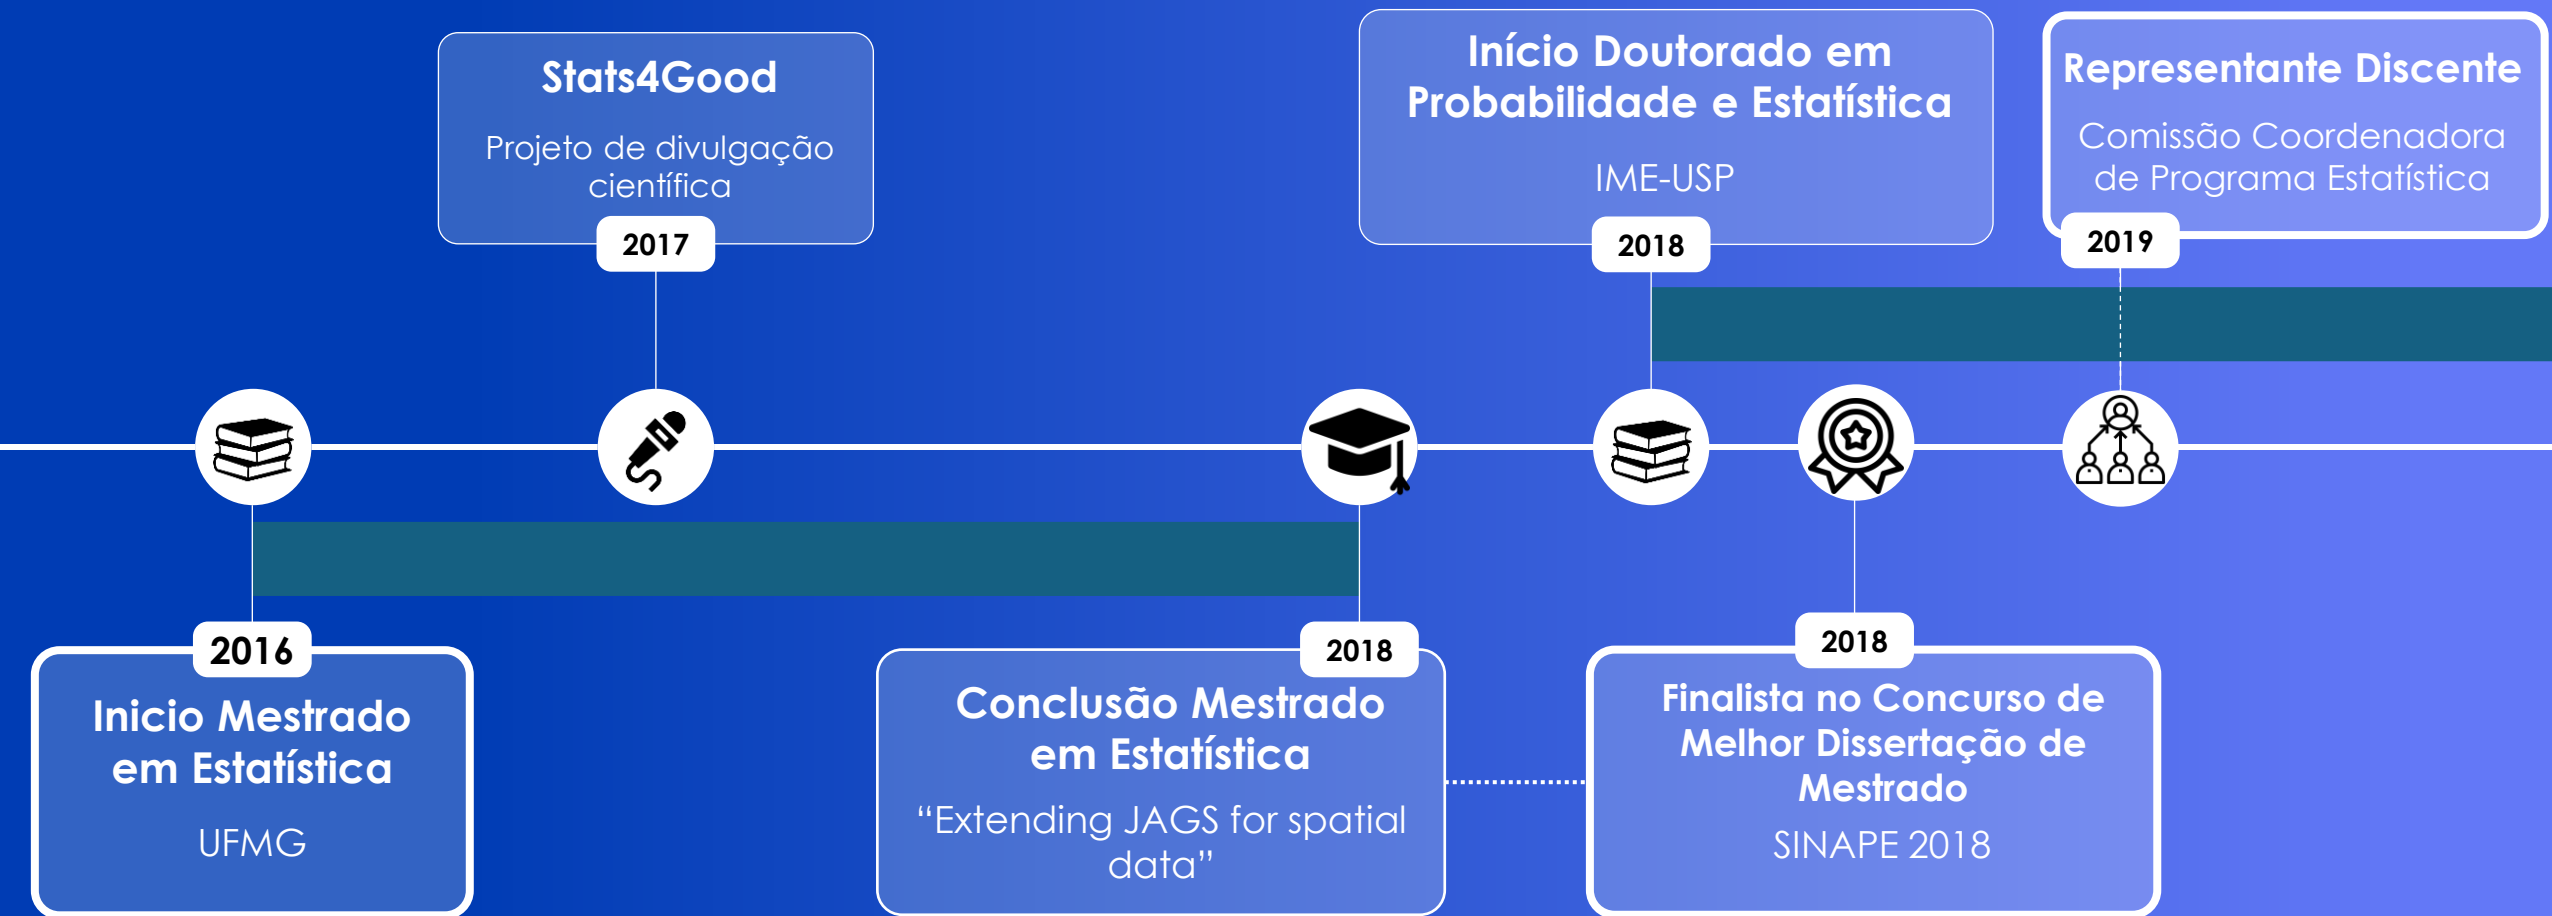 Stats4Good
Projeto de divulgação
científica
2017
Início Doutorado em
Probabilidade e Estatística
IME-USP
2018
Representante Discente
Comissão Coordenadora
de Programa Estatística
2019
2016
Inicio Mestrado
em Estatística
UFMG
2018
Conclusão Mestrado
em Estatística
“Extending JAGS for spatial
data”
2018
Finalista no Concurso de
Melhor Dissertação de
Mestrado
SINAPE 2018